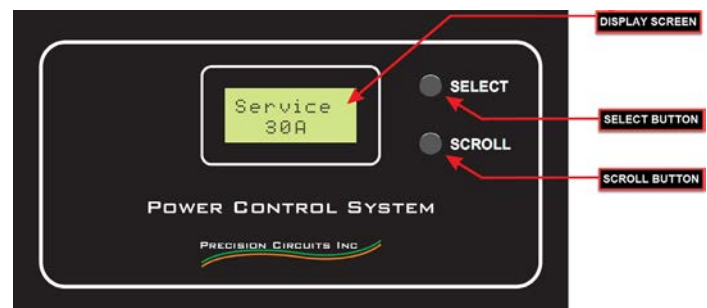 DISPLAY SCREEN
Service
30A
SELECT
SELECT BUTTON
SCROLL
SCROLL BUTTON
POWER CONTROL SYSTEM
PRECISION CIRCUITS INC